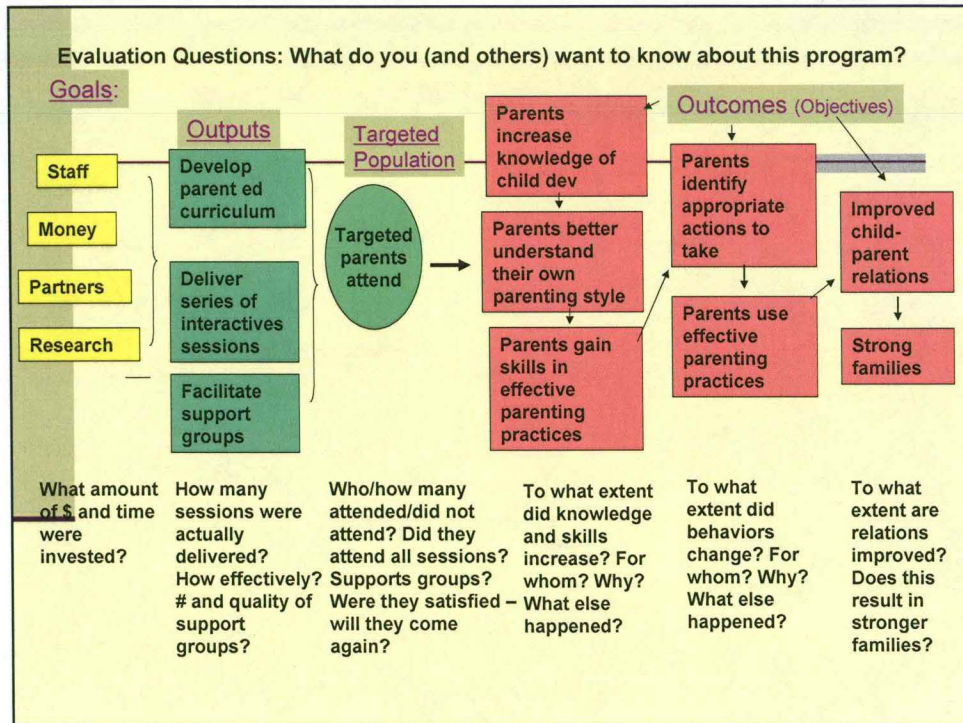 Evaluation Questions: What do you (and others) want to know about this program?
Goals:
Staff
Money
Partners
Research
Outputs
Develop
parent ed
curriculum
Deliver
series of
interactives
sessions
Facilitate
support
groups
Targeted
Population
Targeted
parents
attend
Outcomes (Objectives)
Parents
increase
knowledge of
child dev
Parents better
understand
their own
parenting style
Parents gain
skills in
effective
parenting
practices
Parents
identify
appropriate
actions to
take
Parents use
effective
parenting
practices
Improved
child-
parent
relations
Strong
families
What amount
of $ and time
were
invested?
How many
sessions were
actually
delivered?
How effectively?
# and quality of
support
groups?
Who/how many
attended/did not
attend? Did they
attend all sessions?
Supports groups?
Were they satisfied –
will they come
again?
To what extent
did knowledge
and skills
increase? For
whom? Why?
What else
happened?
To what
extent did
behaviors
change? For
whom? Why?
What else
happened?
To what
extent are
relations
improved?
Does this
result in
stronger
families?